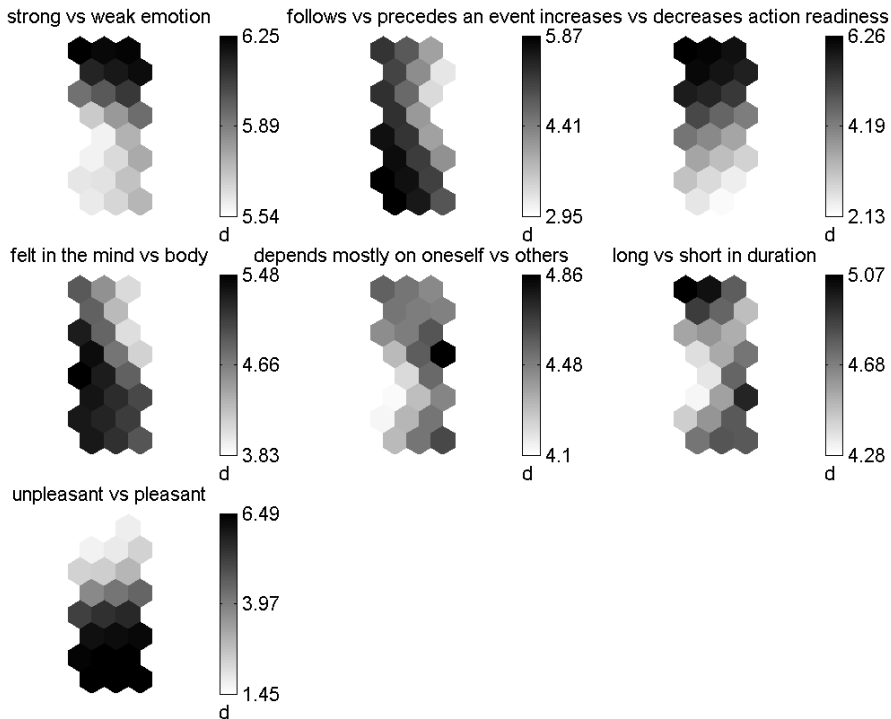 strong vs weak emotion
follows vs precedes an event increases vs decreases action readiness
6.25
5.89
5.54
d
5.87
4.41
2.95
d
6.26
4.19
2.13
d
felt in the mind vs body
depends mostly on oneself vs others
long vs short in duration
5.48
4.66
3.83
d
4.86
4.48
4.1
d
5.07
4.68
4.28
d
unpleasant vs pleasant
6.49
3.97
1.45
d